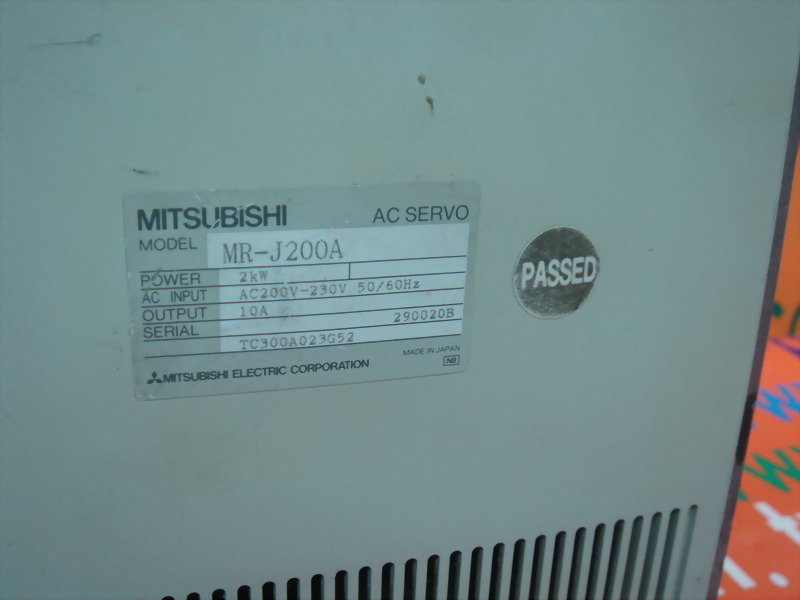 MITSUBISHI AC SERVO
MODEL MR-J200A
POWER 2kW
AC INPUT AC200V-230V 50/60Hz
OUTPUT 10A 290020B
SERIAL TC300A023G52
MITSUBISHI ELECTRIC CORPORATION MADE IN JAPAN
NB
PASSED